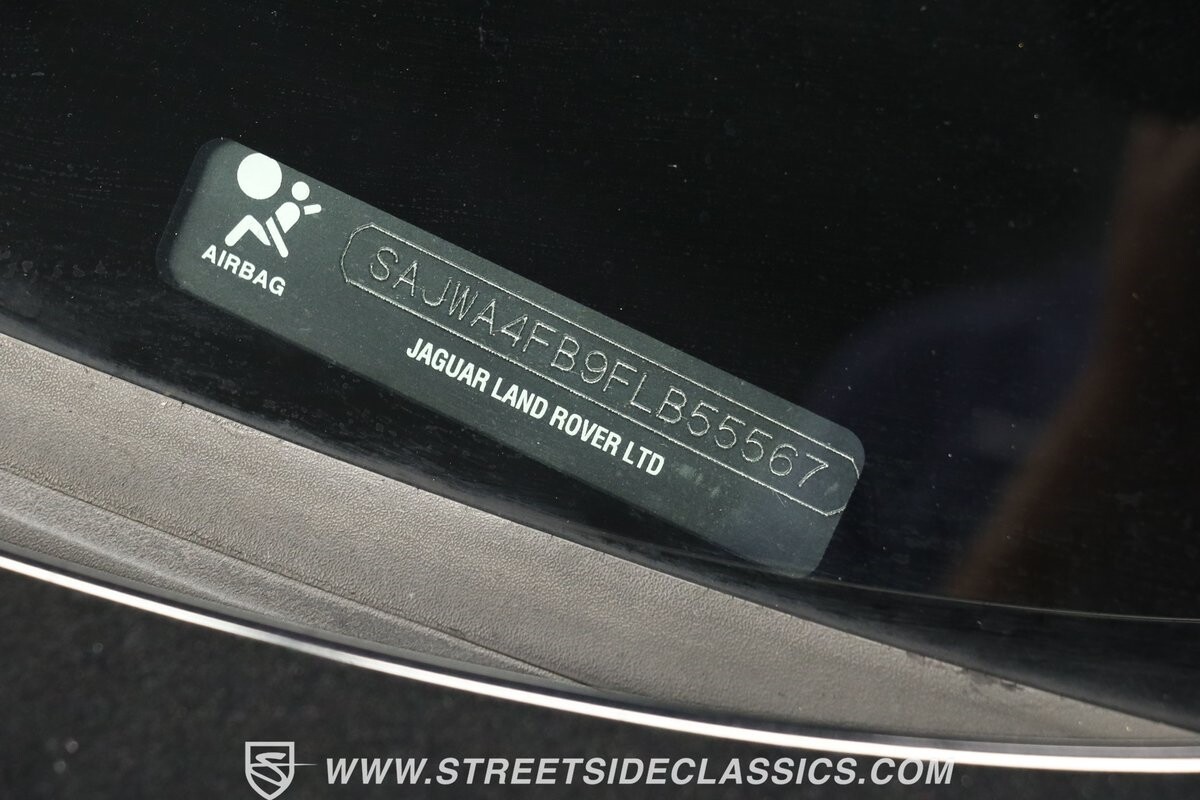 AIRBAG
SAJWA4FB9FLB55567
JAGUAR LAND ROVER LTD
WWW.STREETSIDECLASSICS.COM